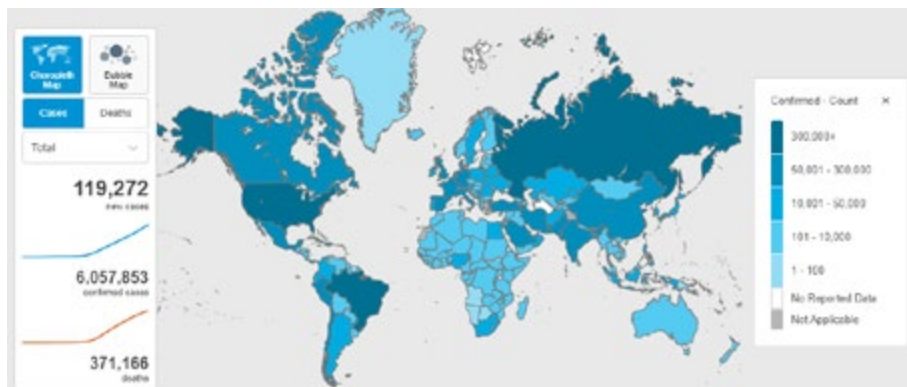 Choropleth Map
Bubble Map
Cases
Deaths
Total
119,272
new cases
6,057,853
confirmed cases
371,166
deaths
Confirmed - Count ×
300,000+
50,001 - 300,000
10,001 - 50,000
101 - 10,000
1 - 100
No Reported Data
Not Applicable